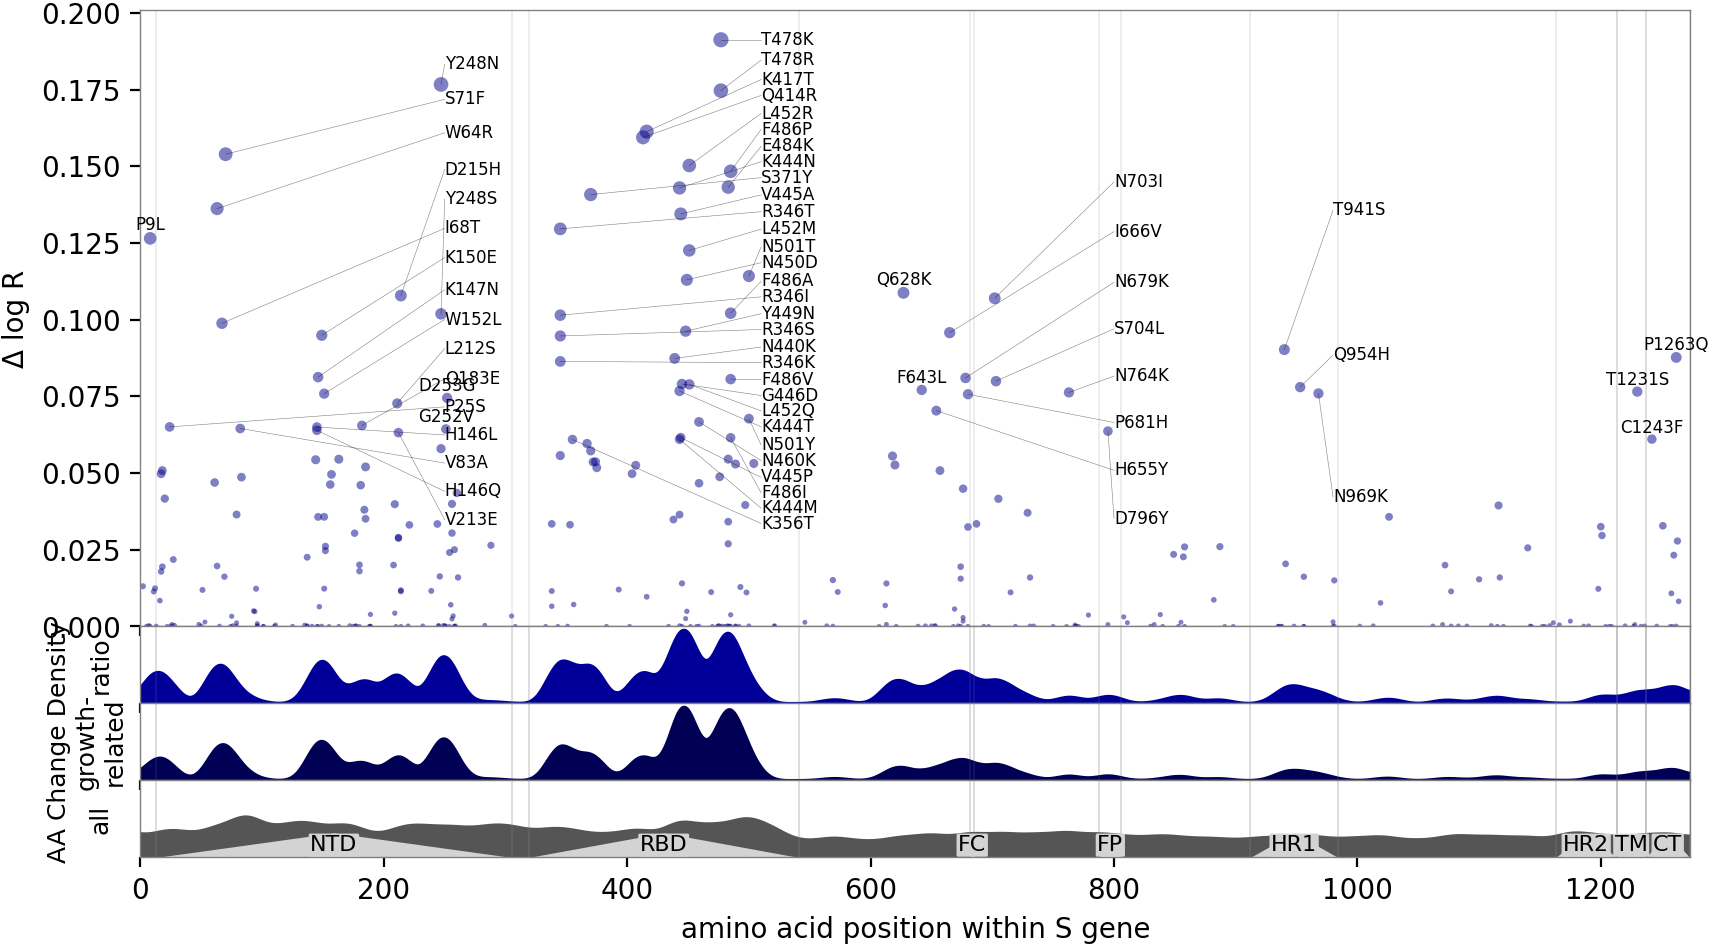 0.200
0.175
0.150
0.125
0.100
0.075
0.050
0.025
0.000
Δ log R
P9L
Y248N
S71F
W64R
D215H
Y248S
I68T
K150E
K147N
W152L
L212S
Q183E
D253G
P25S
G252V
H146L
V83A
H146Q
V213E
T478K
T478R
K417T
Q414R
L452R
F486P
E484K
K444N
S371Y
V445A
R346T
L452M
N501T
N450D
F486A
R346I
Y449N
R346S
N440K
R346K
F486V
G446D
L452Q
K444T
N501Y
N460K
V445P
F486I
K444M
K356T
Q628K
F643L
N703I
I666V
N679K
S704L
N764K
P681H
H655Y
D796Y
T941S
Q954H
N969K
P1263Q
T1231S
C1243F
AA Change Density
ratio
growth-
related
all
NTD
RBD
FC
FP
HR1
HR2
TM
CT
0
200
400
600
800
1000
1200
amino acid position within S gene